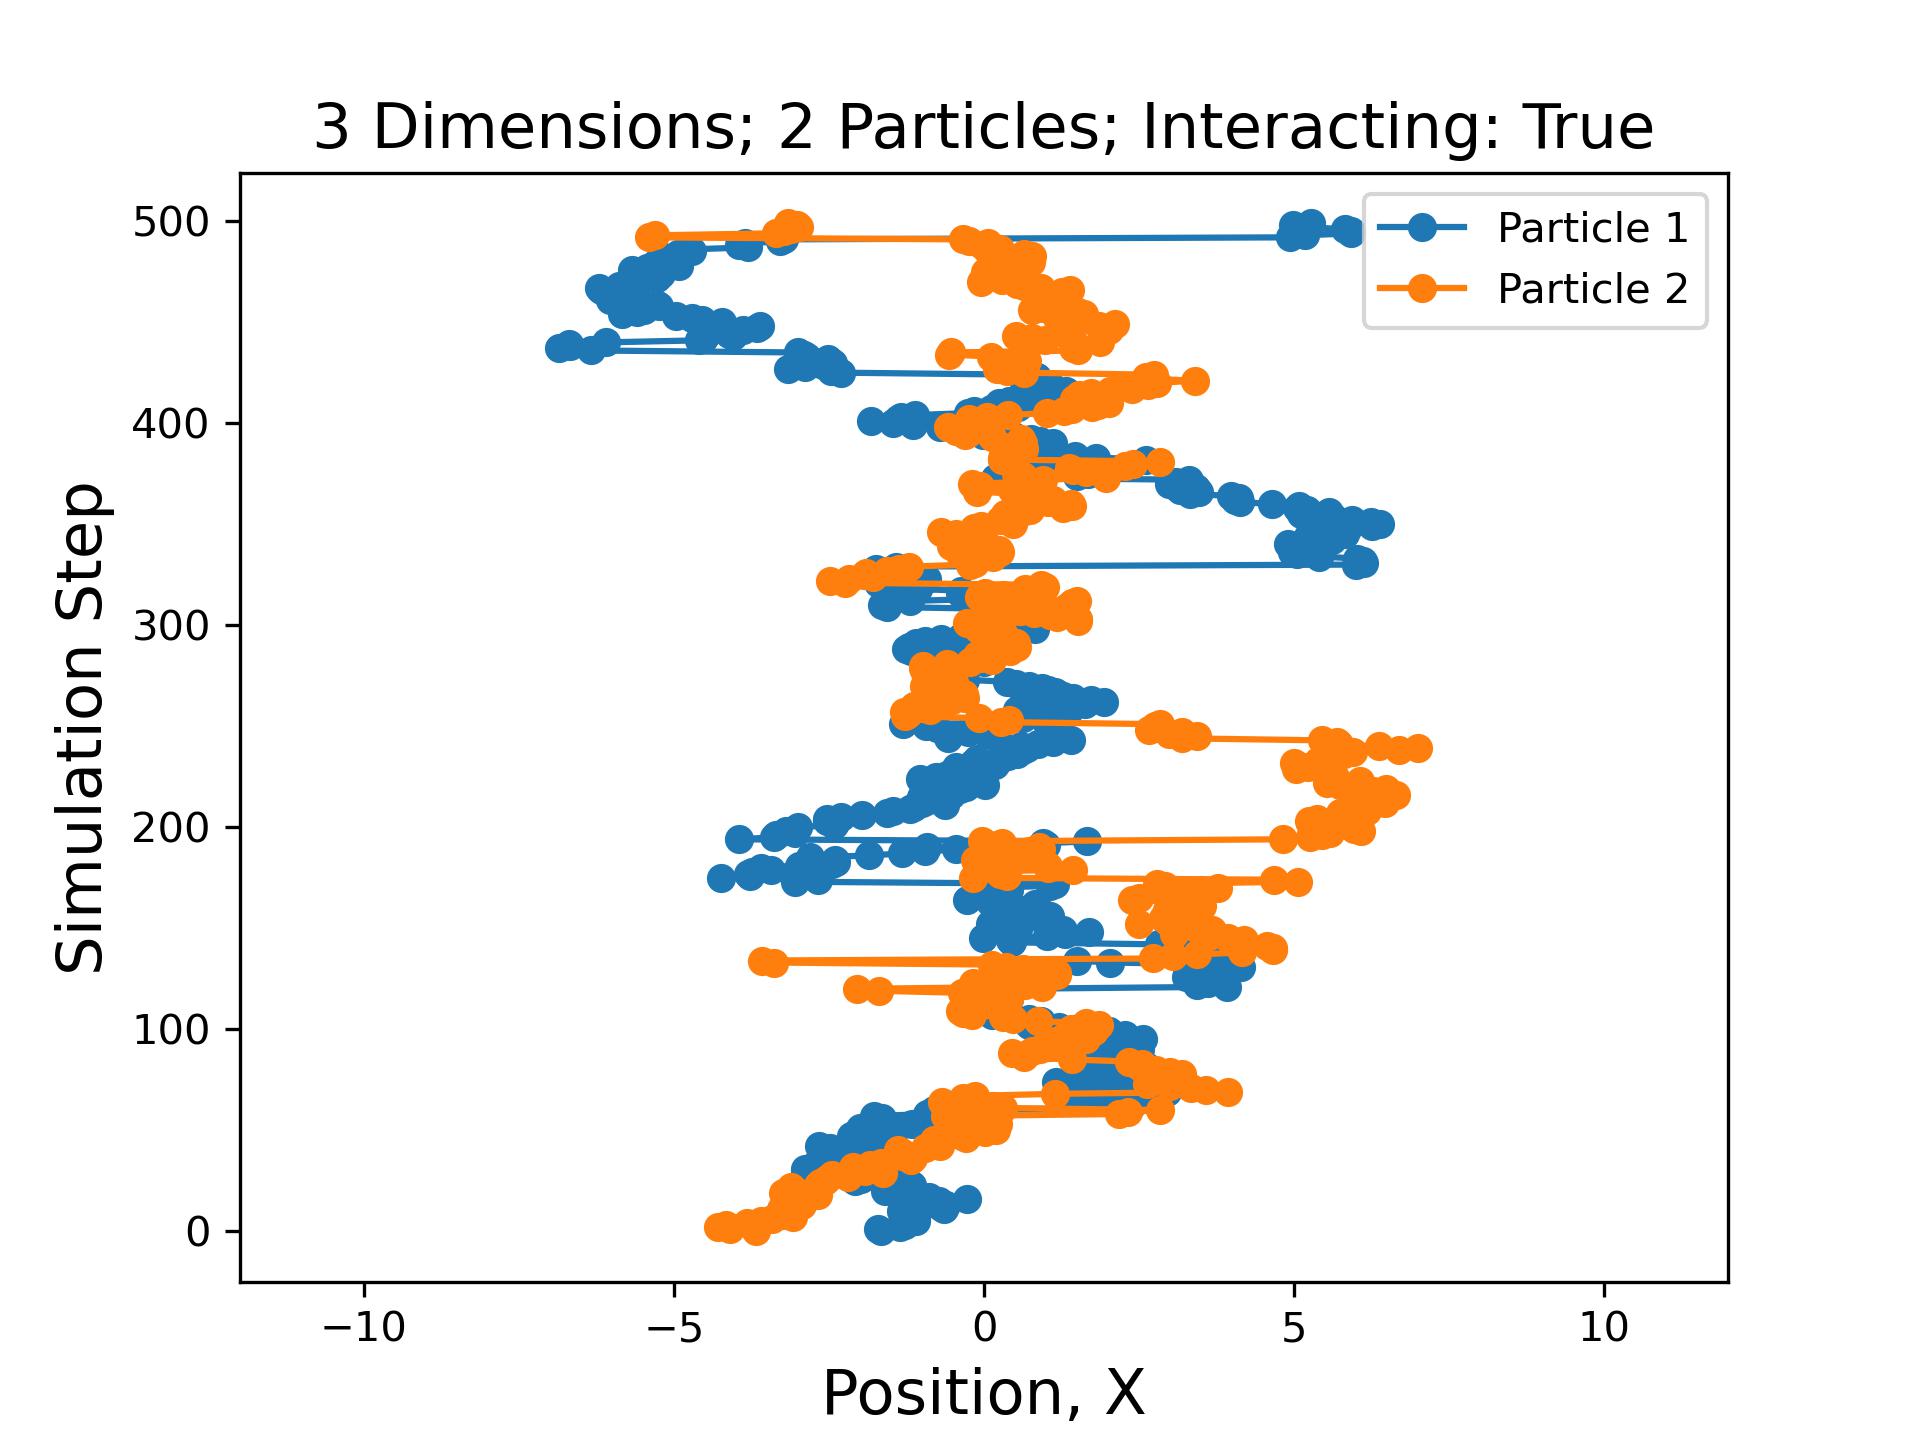 3 Dimensions; 2 Particles; Interacting: True
Particle 1
Particle 2
500
400
300
200
100
0
Simulation Step
−10
−5
0
5
10
Position, X